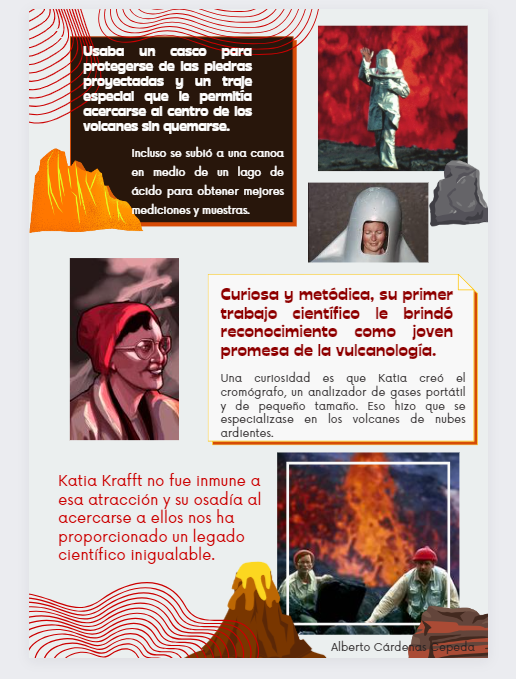 Usaba un casco para
protegerse de las piedras
proyectadas y un traje
especial que le permitía
acercarse al centro de los
volcanes sin quemarse.
Incluso se subió a una canoa
en medio de un lago de
ácido para obtener mejores
mediciones y muestras.
Curiosa y metódica, su primer
trabajo científico le brindó
reconocimiento como joven
promesa de la vulcanología.
Una curiosidad es que Katia creó el
cromógrafo, un analizador de gases portátil
y de pequeño tamaño. Eso hizo que se
especializase en los volcanes de nubes
ardientes.
Katia Krafft no fue inmune a
esa atracción y su osadía al
acercarse a ellos nos ha
proporcionado un legado
científico inigualable.
Alberto Cárdenas Cepeda